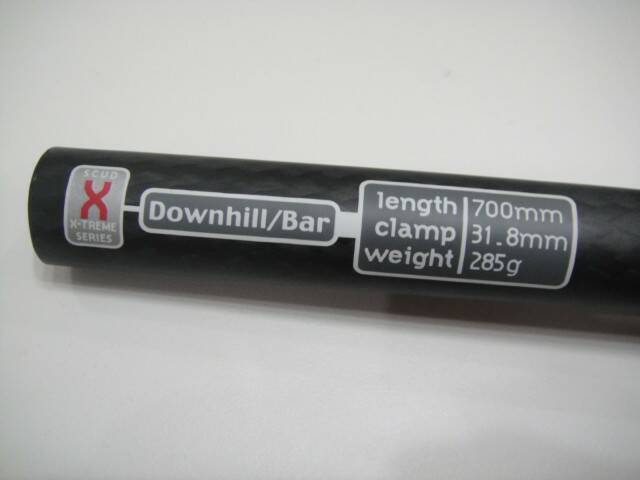 SCUD
X
X-TREME
SERIES
Downhill/Bar
length 700mm
clamp 31.8mm
weight 285g